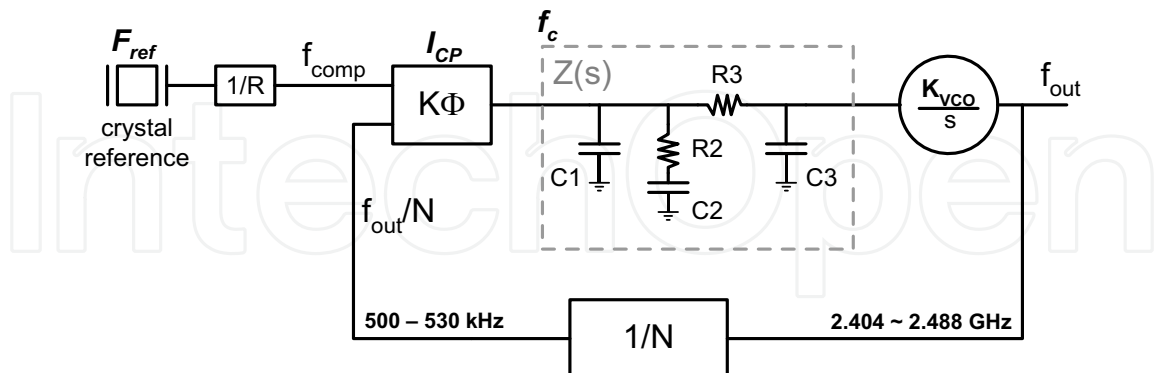 F_ref
1/R
crystal
reference
f_comp
I_CP
KΦ
f_c
Z(s)
C1
R2
C2
R3
C3
K_VCO
s
f_out
f_out/N
500 – 530 kHz
1/N
2.404 ~ 2.488 GHz
IntechOpen